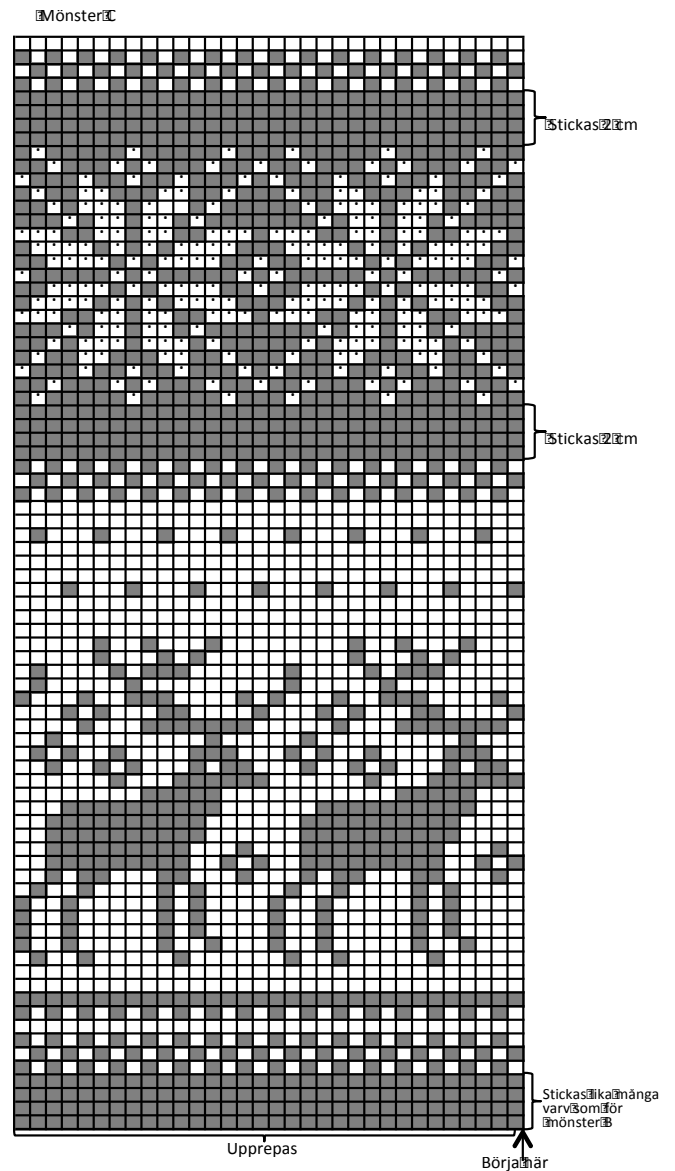 Mönster C
Stickas 2 cm
Stickas 2 cm
Stickas lika många
varv som för
mönster B
Upprepas
Börja här